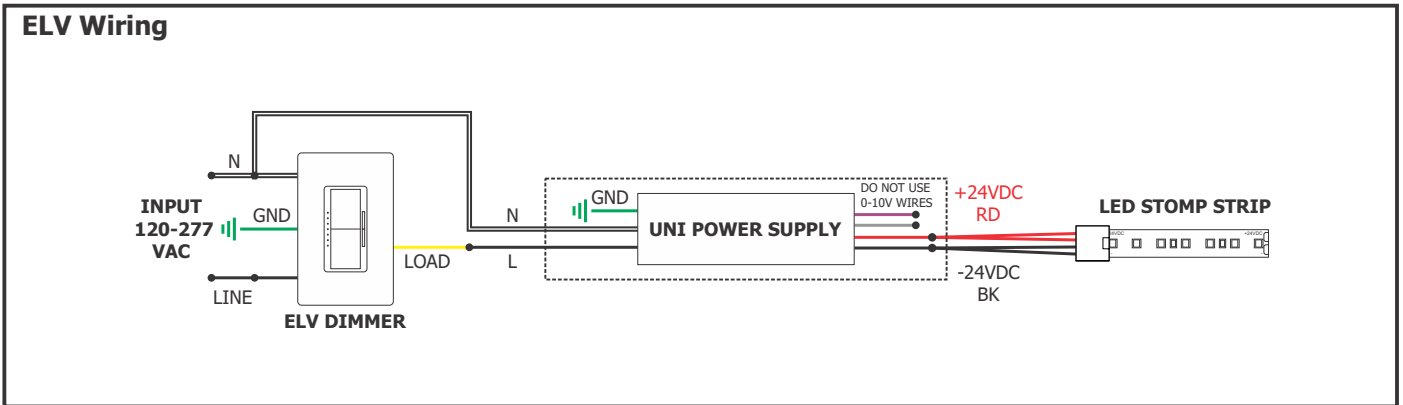 ELV Wiring
N
INPUT
120-277
VAC
GND
LINE
ELV DIMMER
LOAD
N
L
GND
UNI POWER SUPPLY
DO NOT USE
0-10V WIRES
+24VDC
RD
-24VDC
BK
LED STOMP STRIP
+24VDC